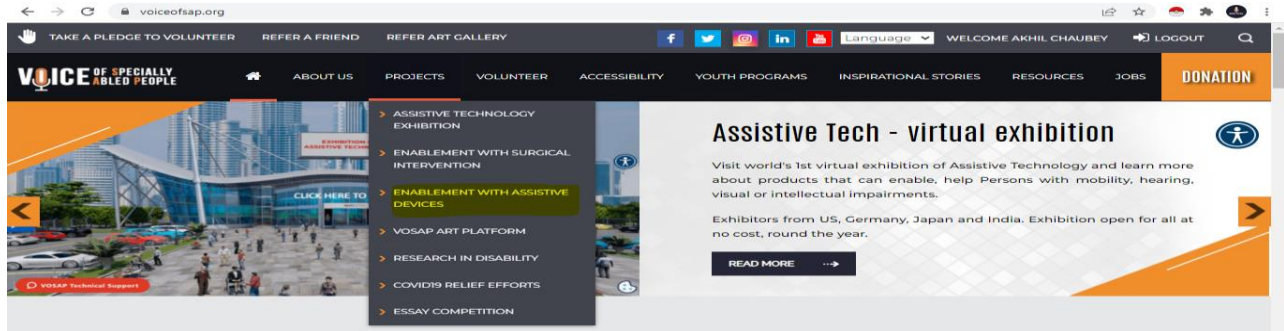 voiceofsap.org
TAKE A PLEDGE TO VOLUNTEER REFER A FRIEND REFER ART GALLERY Language WELCOME AKHIL CHAUBEY LOGOUT
VOICE OF SPECIALLY ABLED PEOPLE
ABOUT US PROJECTS VOLUNTEER ACCESSIBILITY YOUTH PROGRAMS INSPIRATIONAL STORIES RESOURCES JOBS DONATION
ASSISTIVE TECHNOLOGY
EXHIBITION
ENABLEMENT WITH SURGICAL
INTERVENTION
ENABLEMENT WITH ASSISTIVE
DEVICES
VOSAP ART PLATFORM
RESEARCH IN DISABILITY
COVID19 RELIEF EFFORTS
ESSAY COMPETITION
CLICK HERE TO
VOSAP Technical Support
Assistive Tech - virtual exhibition
Visit world's 1st virtual exhibition of Assistive Technology and learn more
about products that can enable, help Persons with mobility, hearing,
visual or intellectual impairments.
Exhibitors from US, Germany, Japan and India. Exhibition open for all at
no cost, round the year.
READ MORE